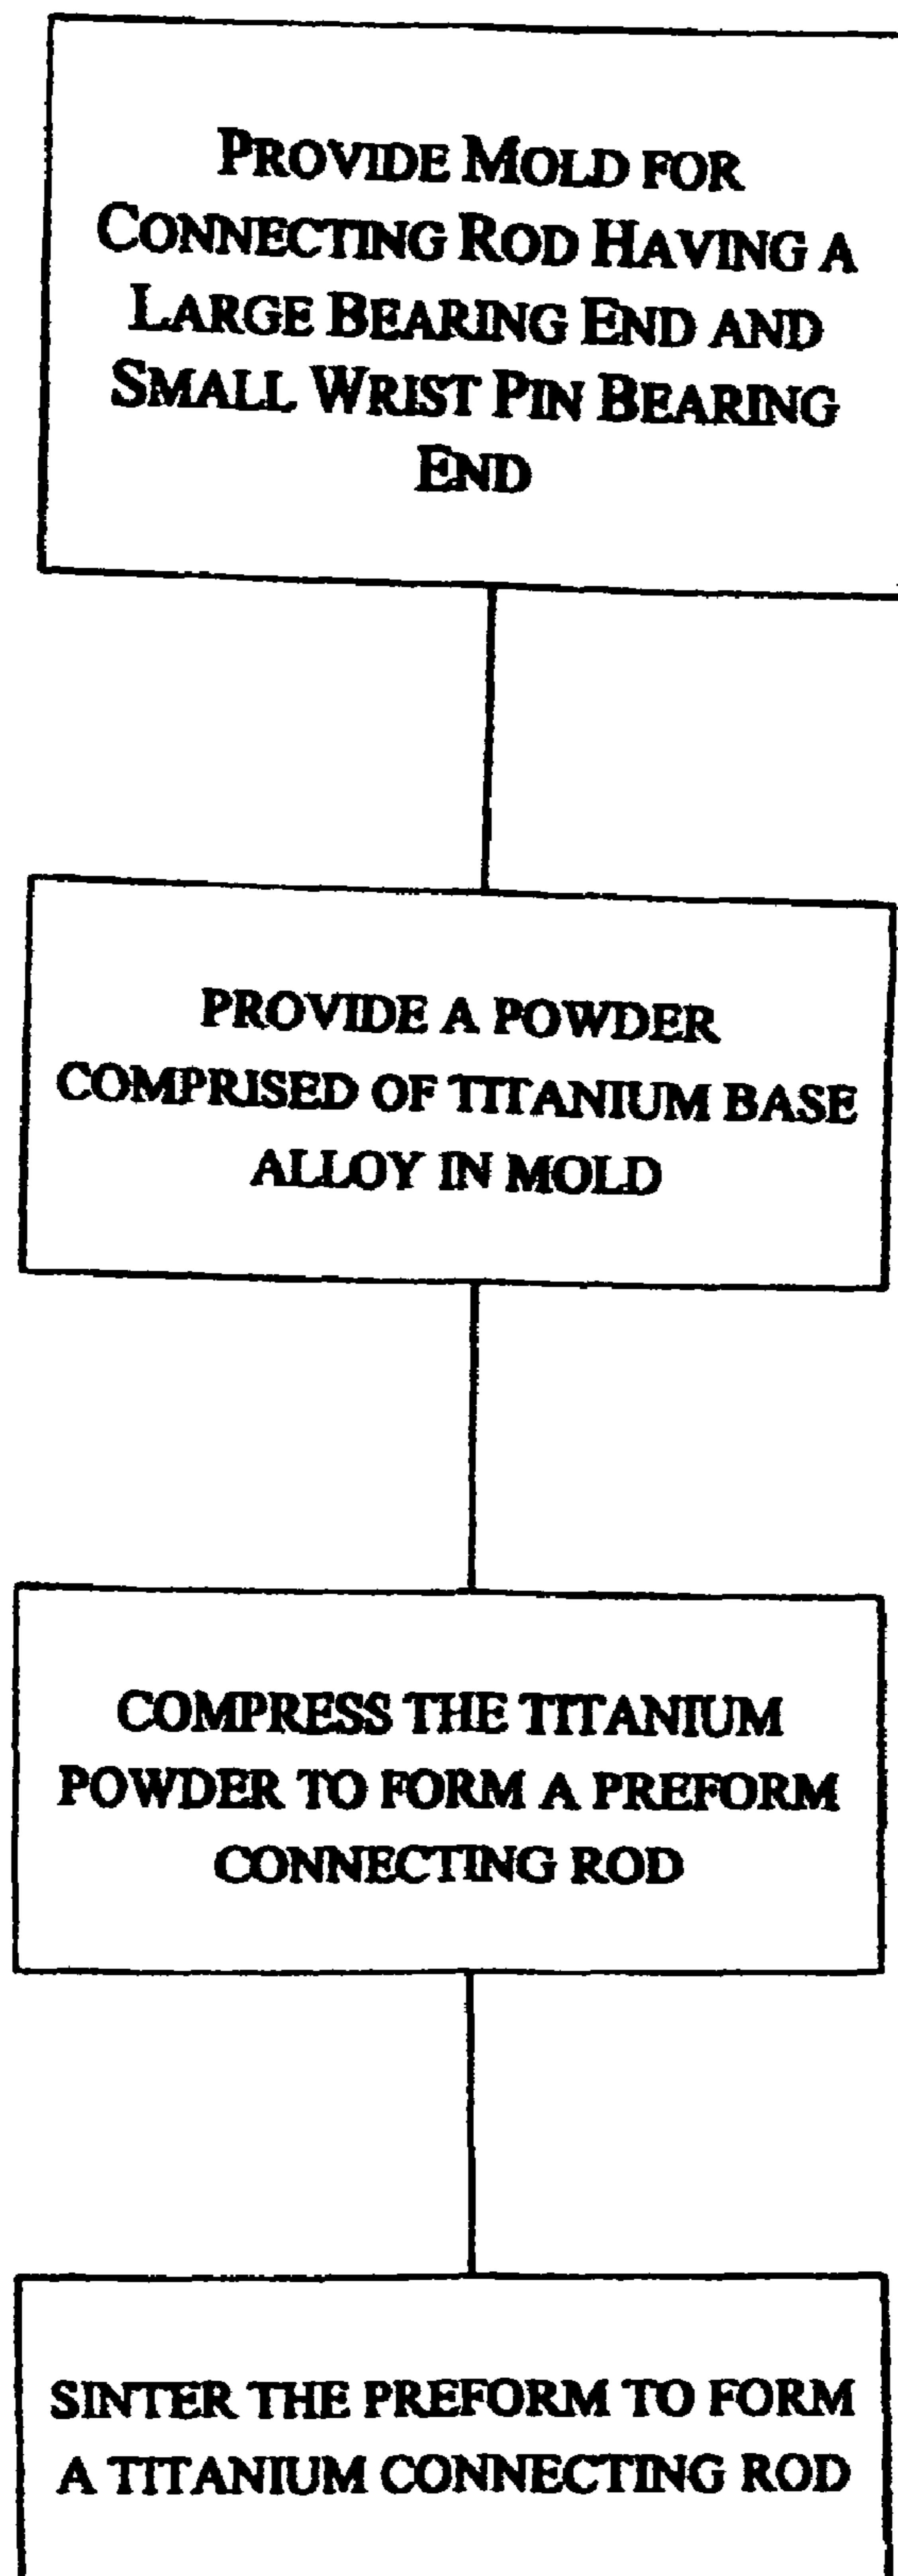 PROVIDE MOLD FOR
CONNECTING ROD HAVING A
LARGE BEARING END AND
SMALL WRIST PIN BEARING
END
PROVIDE A POWDER
COMPRISED OF TITANIUM BASE
ALLOY IN MOLD
COMPRESS THE TITANIUM
POWDER TO FORM A PREFORM
CONNECTING ROD
SINTER THE PREFORM TO FORM
A TITANIUM CONNECTING ROD